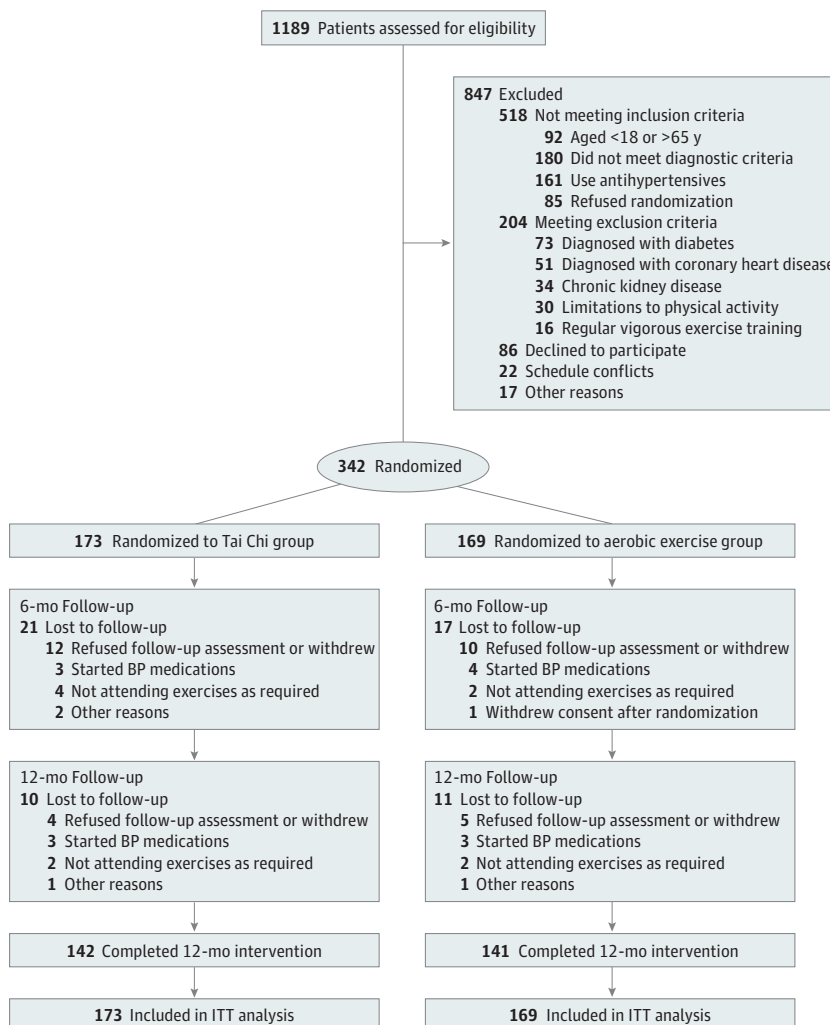 1189 Patients assessed for eligibility
847 Excluded
518 Not meeting inclusion criteria
92 Aged <18 or >65 y
180 Did not meet diagnostic criteria
161 Use antihypertensives
85 Refused randomization
204 Meeting exclusion criteria
73 Diagnosed with diabetes
51 Diagnosed with coronary heart disease
34 Chronic kidney disease
30 Limitations to physical activity
16 Regular vigorous exercise training
86 Declined to participate
22 Schedule conflicts
17 Other reasons
342 Randomized
173 Randomized to Tai Chi group
6-mo Follow-up
21 Lost to follow-up
12 Refused follow-up assessment or withdrew
3 Started BP medications
4 Not attending exercises as required
2 Other reasons
12-mo Follow-up
10 Lost to follow-up
4 Refused follow-up assessment or withdrew
3 Started BP medications
2 Not attending exercises as required
1 Other reasons
142 Completed 12-mo intervention
173 Included in ITT analysis
169 Randomized to aerobic exercise group
6-mo Follow-up
17 Lost to follow-up
10 Refused follow-up assessment or withdrew
4 Started BP medications
2 Not attending exercises as required
1 Withdrew consent after randomization
12-mo Follow-up
11 Lost to follow-up
5 Refused follow-up assessment or withdrew
3 Started BP medications
2 Not attending exercises as required
1 Other reasons
141 Completed 12-mo intervention
169 Included in ITT analysis